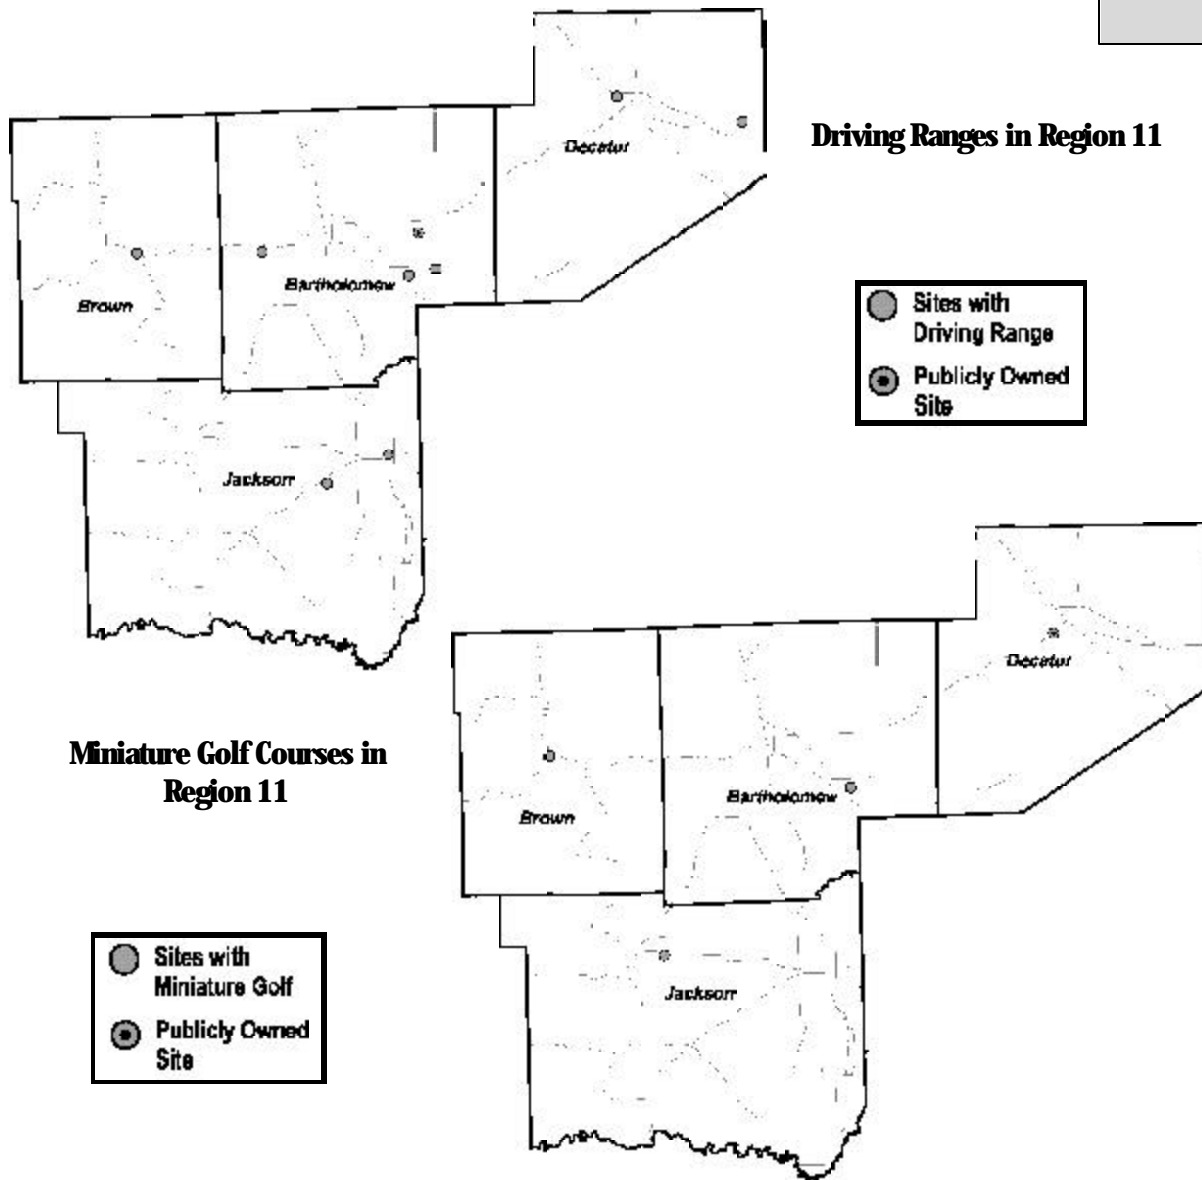 Decatur
Driving Ranges in Region 11
Bartholomew
Brown
Sites with
Driving Range
Publicly Owned
Site
Jackson
Miniature Golf Courses in
Region 11
Decatur
Bartholomew
Brown
Sites with
Miniature Golf
Publicly Owned
Site
Jackson